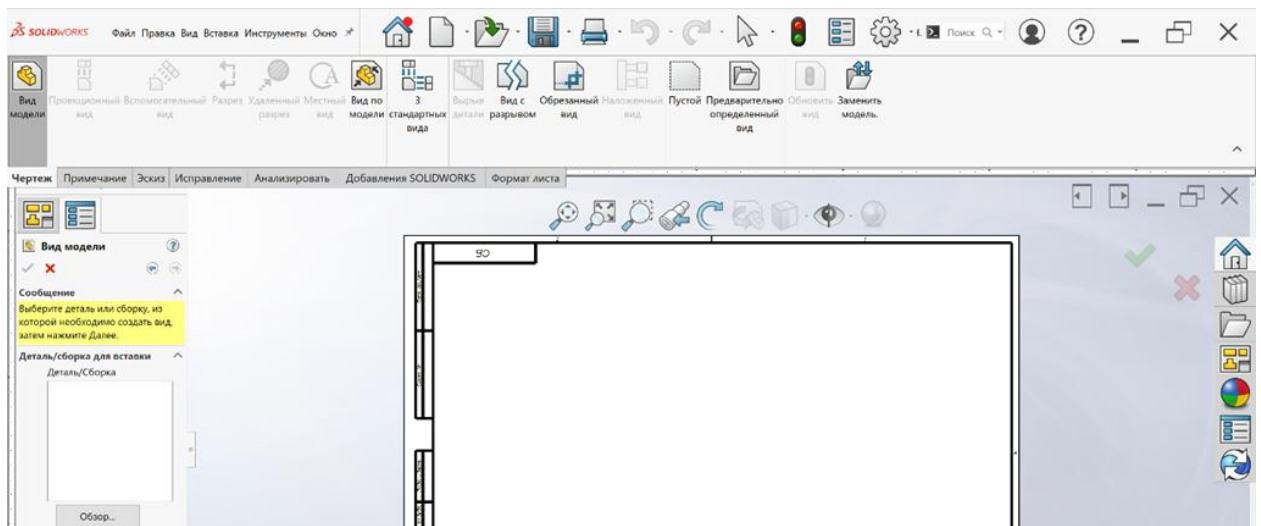 SOLIDWORKS Файл Правка Вид Вставка Инструменты Окно Поиск
Вид модели
Проекционный вид
Вспомогательный вид
Разрез
Удаленный разрез
Местный вид
Вид по модели
3 стандартных вида
Вырыв детали
Вид с разрывом
Обрезанный вид
Наложенный вид
Пустой
Предварительно определенный вид
Обновить вид
Заменить модель.
Чертеж Примечание Эскиз Исправление Анализировать Добавления SOLIDWORKS Формат листа
Вид модели
Сообщение
Выберите деталь или сборку, из
которой необходимо создать вид,
затем нажмите Далее.
Деталь/сборка для вставки
Деталь/Сборка
Обзор...